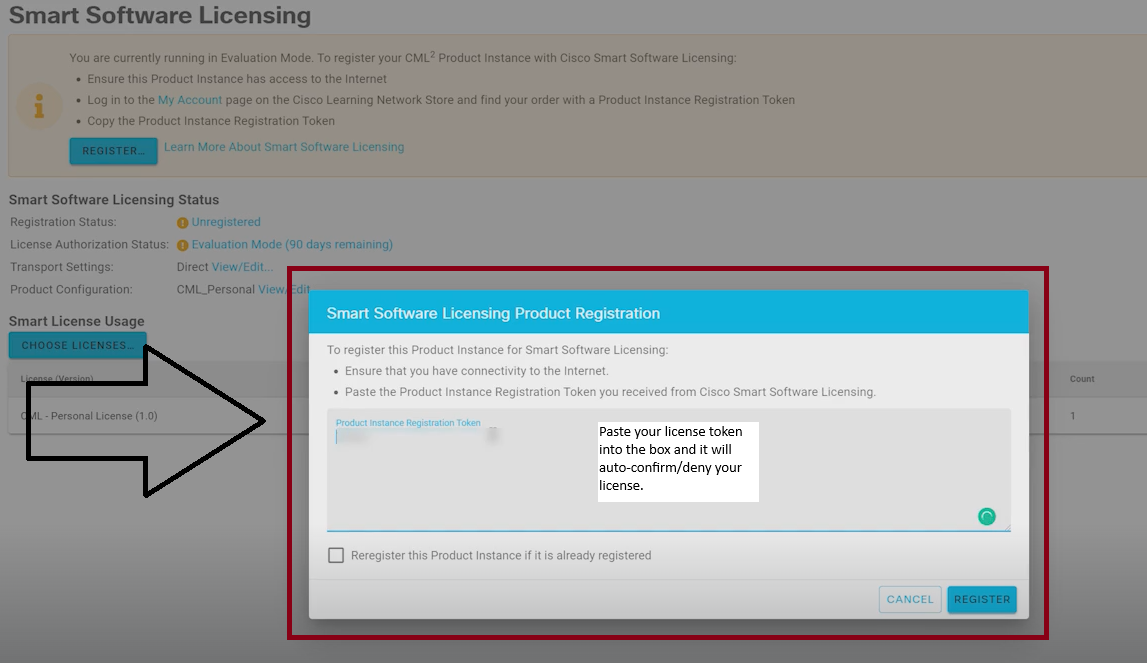 Smart Software Licensing
You are currently running in Evaluation Mode. To register your CML2 Product Instance with Cisco Smart Software Licensing:
• Ensure this Product Instance has access to the Internet
• Log in to the My Account page on the Cisco Learning Network Store and find your order with a Product Instance Registration Token
• Copy the Product Instance Registration Token
REGISTER... Learn More About Smart Software Licensing
Smart Software Licensing Status
Registration Status: Unregistered
License Authorization Status: Evaluation Mode (90 days remaining)
Transport Settings: Direct View/Edit...
Product Configuration: CML_Personal View/Edit
Smart License Usage
CHOOSE LICENSES...
License (Version) Count
CML - Personal License (1.0) 1
Smart Software Licensing Product Registration
To register this Product Instance for Smart Software Licensing:
• Ensure that you have connectivity to the Internet.
• Paste the Product Instance Registration Token you received from Cisco Smart Software Licensing.
Product Instance Registration Token
Paste your license token
into the box and it will
auto-confirm/deny your
license.
Reregister this Product Instance if it is already registered
CANCEL REGISTER